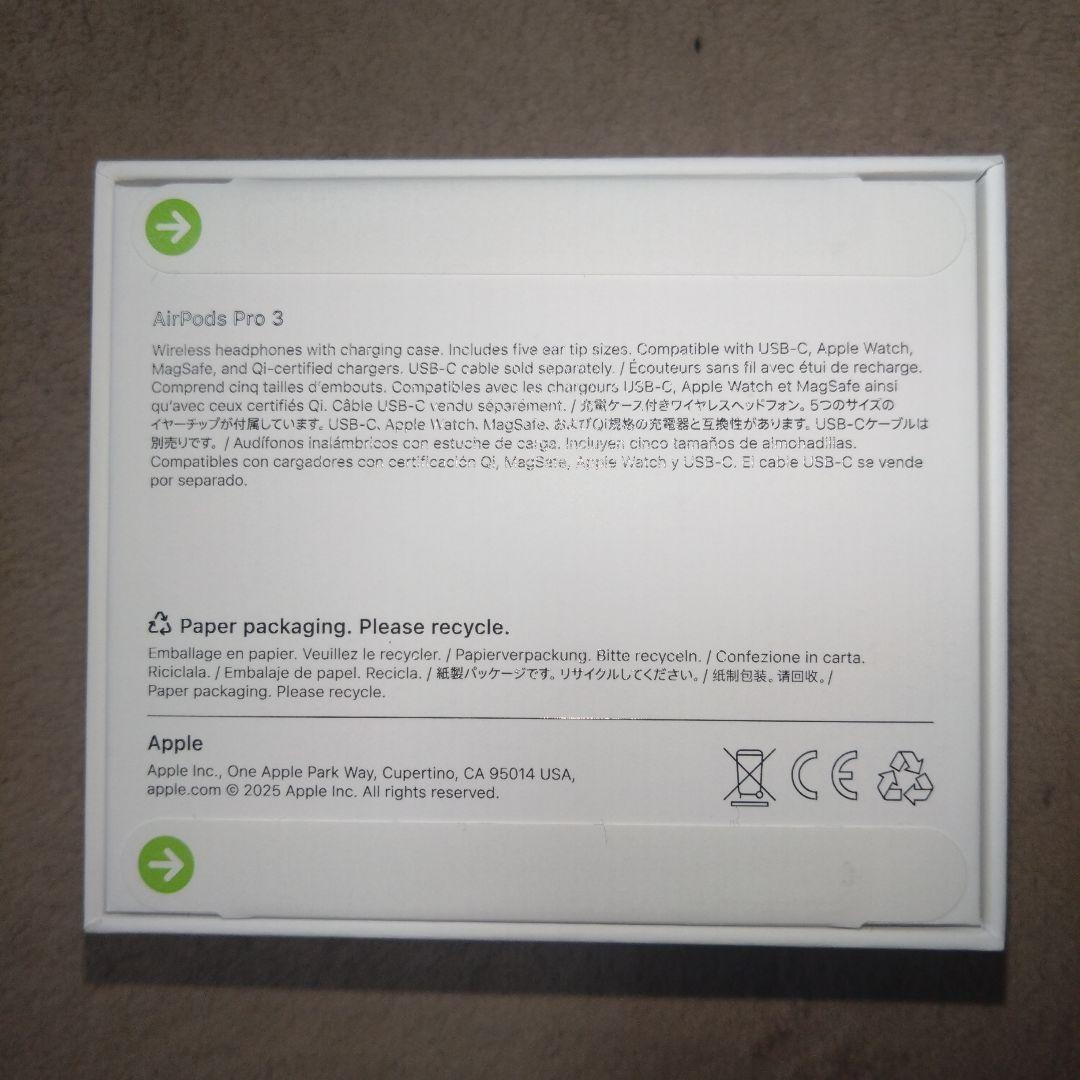 AirPods Pro 3
Wireless headphones with charging case. Includes five ear tip sizes. Compatible with USB-C, Apple Watch,
MagSafe, and Qi-certified chargers. USB-C cable sold separately. / Écouteurs sans fil avec étui de recharge.
Comprend cinq tailles d'embouts. Compatibles avec les chargeurs USB-C, Apple Watch et MagSafe ainsi
qu'avec ceux certifiés Qi. Câble USB-C vendu séparément. / 充電ケース付きワイヤレスヘッドフォン。5つのサイズの
イヤーチップが付属しています。USB-C、Apple Watch、MagSafe、およびQi規格の充電器と互換性があります。USB-Cケーブルは
別売りです。 / Audífonos inalámbricos con estuche de carga. Incluyen cinco tamaños de almohadillas.
Compatibles con cargadores con certificación Qi, MagSafe, Apple Watch y USB-C. El cable USB-C se vende
por separado.
Paper packaging. Please recycle.
Emballage en papier. Veuillez le recycler. / Papierverpackung. Bitte recyceln. / Confezione in carta.
Riciclala. / Embalaje de papel. Recicla. / 紙製パッケージです。リサイクルしてください。/ 纸制包装。请回收。/
Paper packaging. Please recycle.
Apple
Apple Inc., One Apple Park Way, Cupertino, CA 95014 USA,
apple.com © 2025 Apple Inc. All rights reserved.
CE